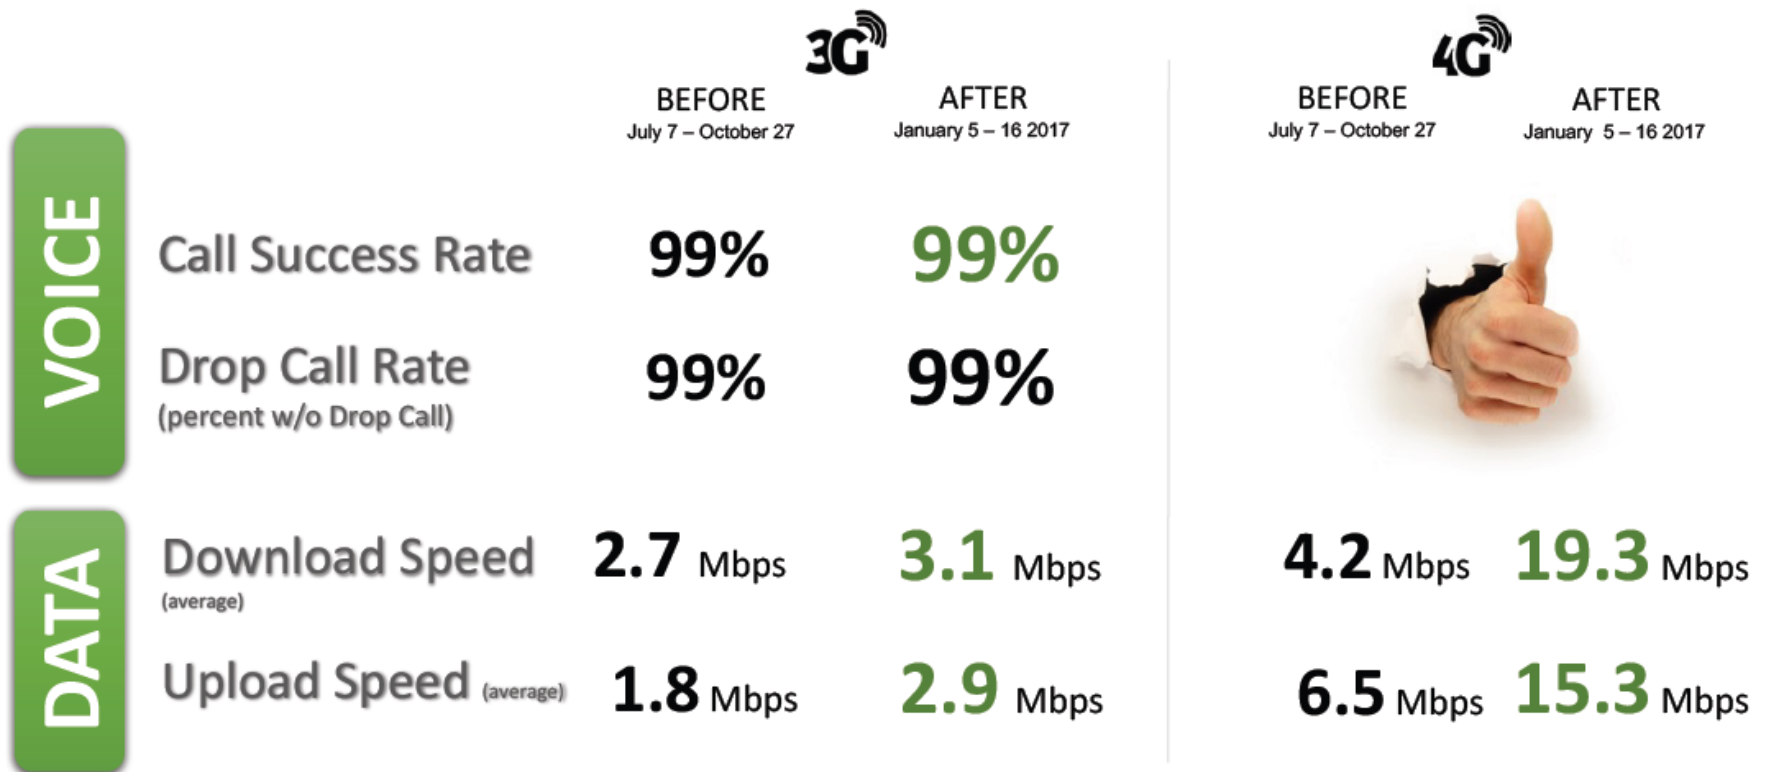 3G
4G
BEFORE
AFTER
BEFORE
AFTER
July 7 – October 27
January 5 – 16 2017
July 7 – October 27
January 5 – 16 2017
VOICE
Call Success Rate
99%
99%
Drop Call Rate
99%
99%
(percent w/o Drop Call)
DATA
Download Speed
2.7 Mbps
3.1 Mbps
4.2 Mbps
19.3 Mbps
(average)
Upload Speed (average)
1.8 Mbps
2.9 Mbps
6.5 Mbps
15.3 Mbps